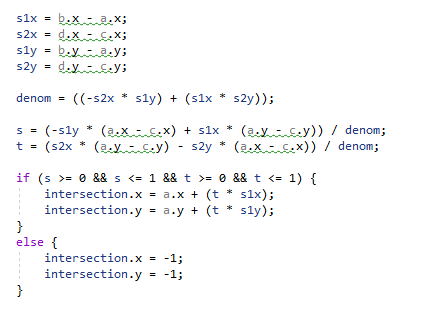 s1x = b.x - a.x;
s2x = d.x - c.x;
s1y = b.y - a.y;
s2y = d.y - c.y;

denom = ((-s2x * s1y) + (s1x * s2y));

s = (-s1y * (a.x - c.x) + s1x * (a.y - c.y)) / denom;
t = (s2x * (a.y - c.y) - s2y * (a.x - c.x)) / denom;

if (s >= 0 && s <= 1 && t >= 0 && t <= 1) {
    intersection.x = a.x + (t * s1x);
    intersection.y = a.y + (t * s1y);
}
else {
    intersection.x = -1;
    intersection.y = -1;
}